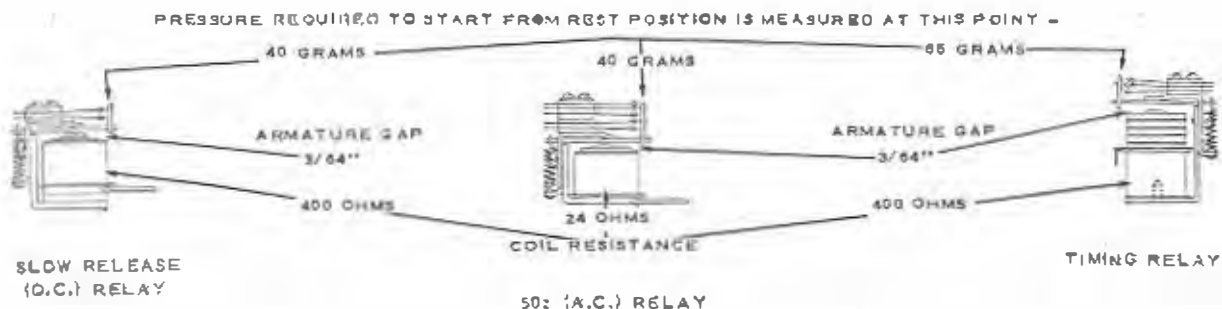 PRESSURE REQUIRED TO START FROM REST POSITION IS MEASURED AT THIS POINT -
40 GRAMS
40 GRAMS
65 GRAMS
ARMATURE GAP
3/64"
ARMATURE GAP
3/64"
400 OHMS
24 OHMS
400 OHMS
COIL RESISTANCE
SLOW RELEASE
(D.C.) RELAY
TIMING RELAY
(A.C.) RELAY